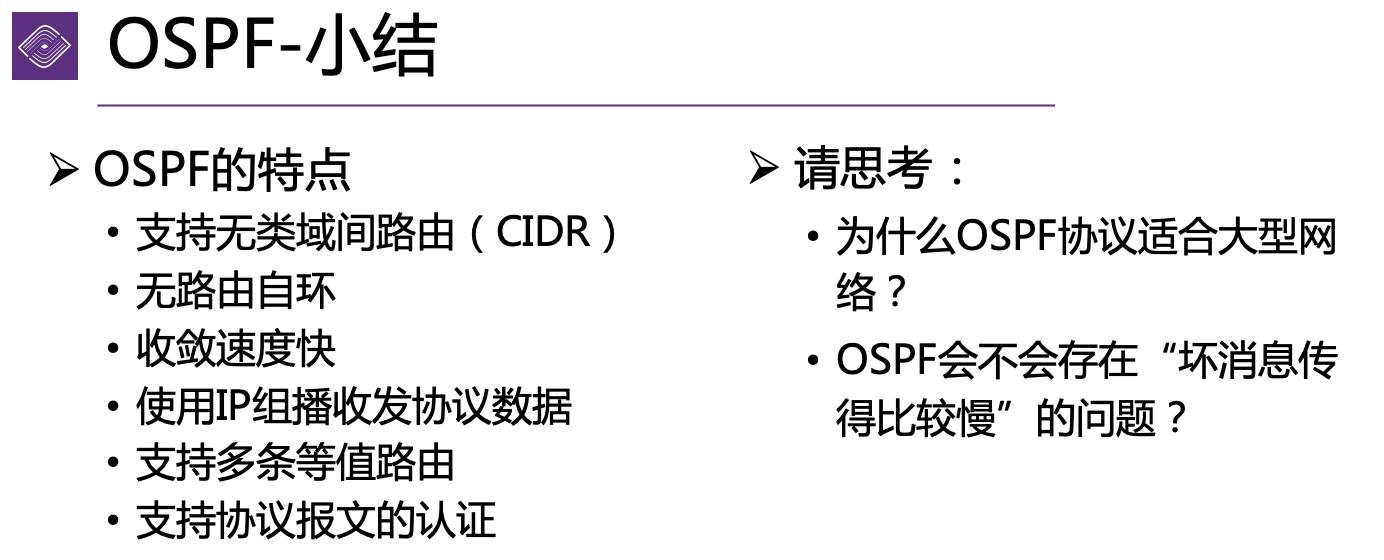 OSPF-小结
➢ OSPF的特点
• 支持无类域间路由（CIDR）
• 无路由自环
• 收敛速度快
• 使用IP组播收发协议数据
• 支持多条等值路由
• 支持协议报文的认证
➢ 请思考：
• 为什么OSPF协议适合大型网
络？
• OSPF会不会存在“坏消息传
得比较慢”的问题？